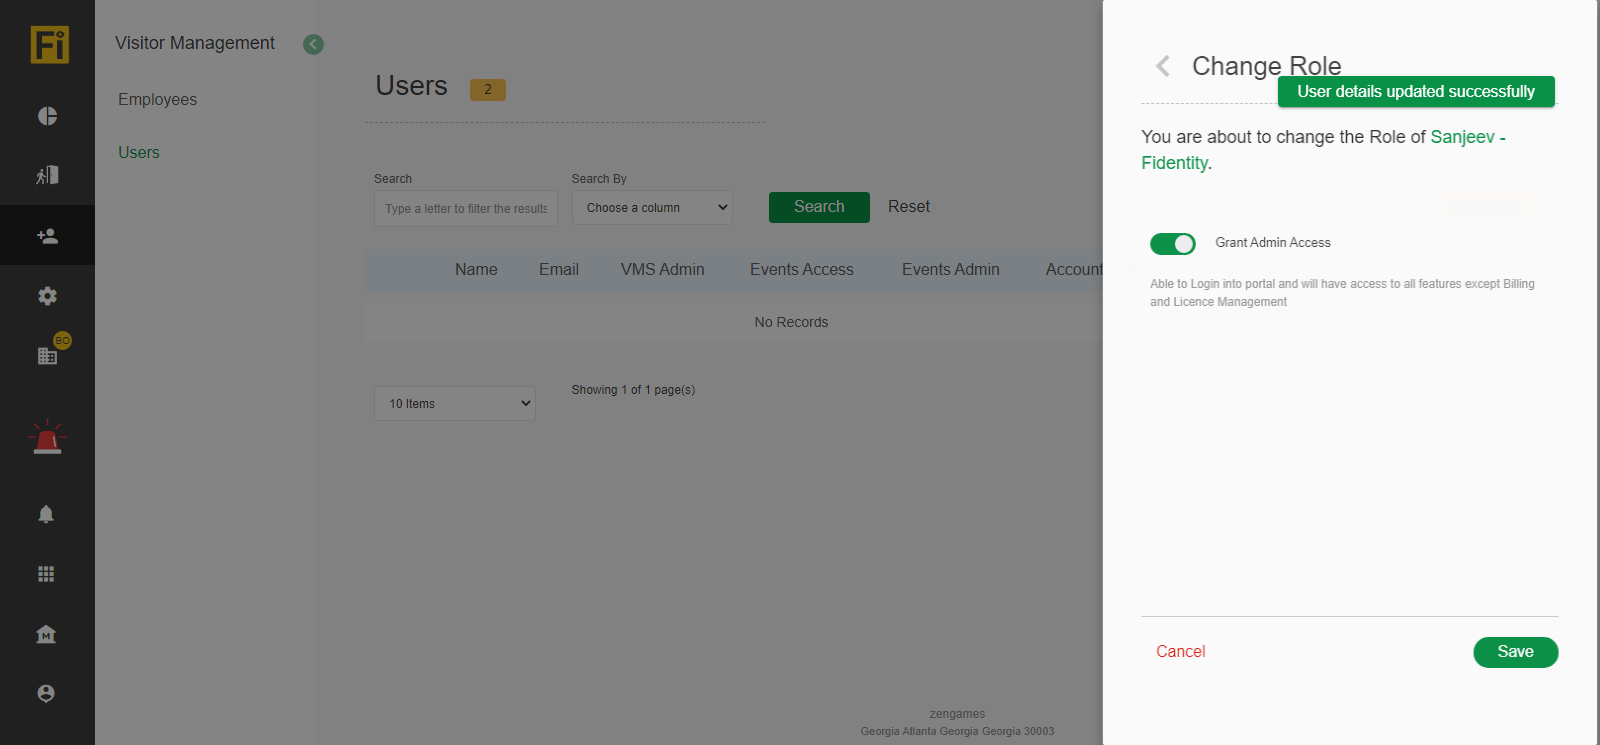 Fi
Visitor Management
Employees
Users
BO
M
Users
2
Search
Search By
Type a letter to filter the results
Choose a column
Search
Reset
Name
Email
VMS Admin
Events Access
Events Admin
Account
No Records
10 Items
Showing 1 of 1 page(s)
zengames
Georgia Atlanta Georgia Georgia 30003
Change Role
User details updated successfully
You are about to change the Role of Sanjeev -
Fidentity.
Grant Admin Access
Able to Login into portal and will have access to all features except Billing
and Licence Management
Cancel
Save